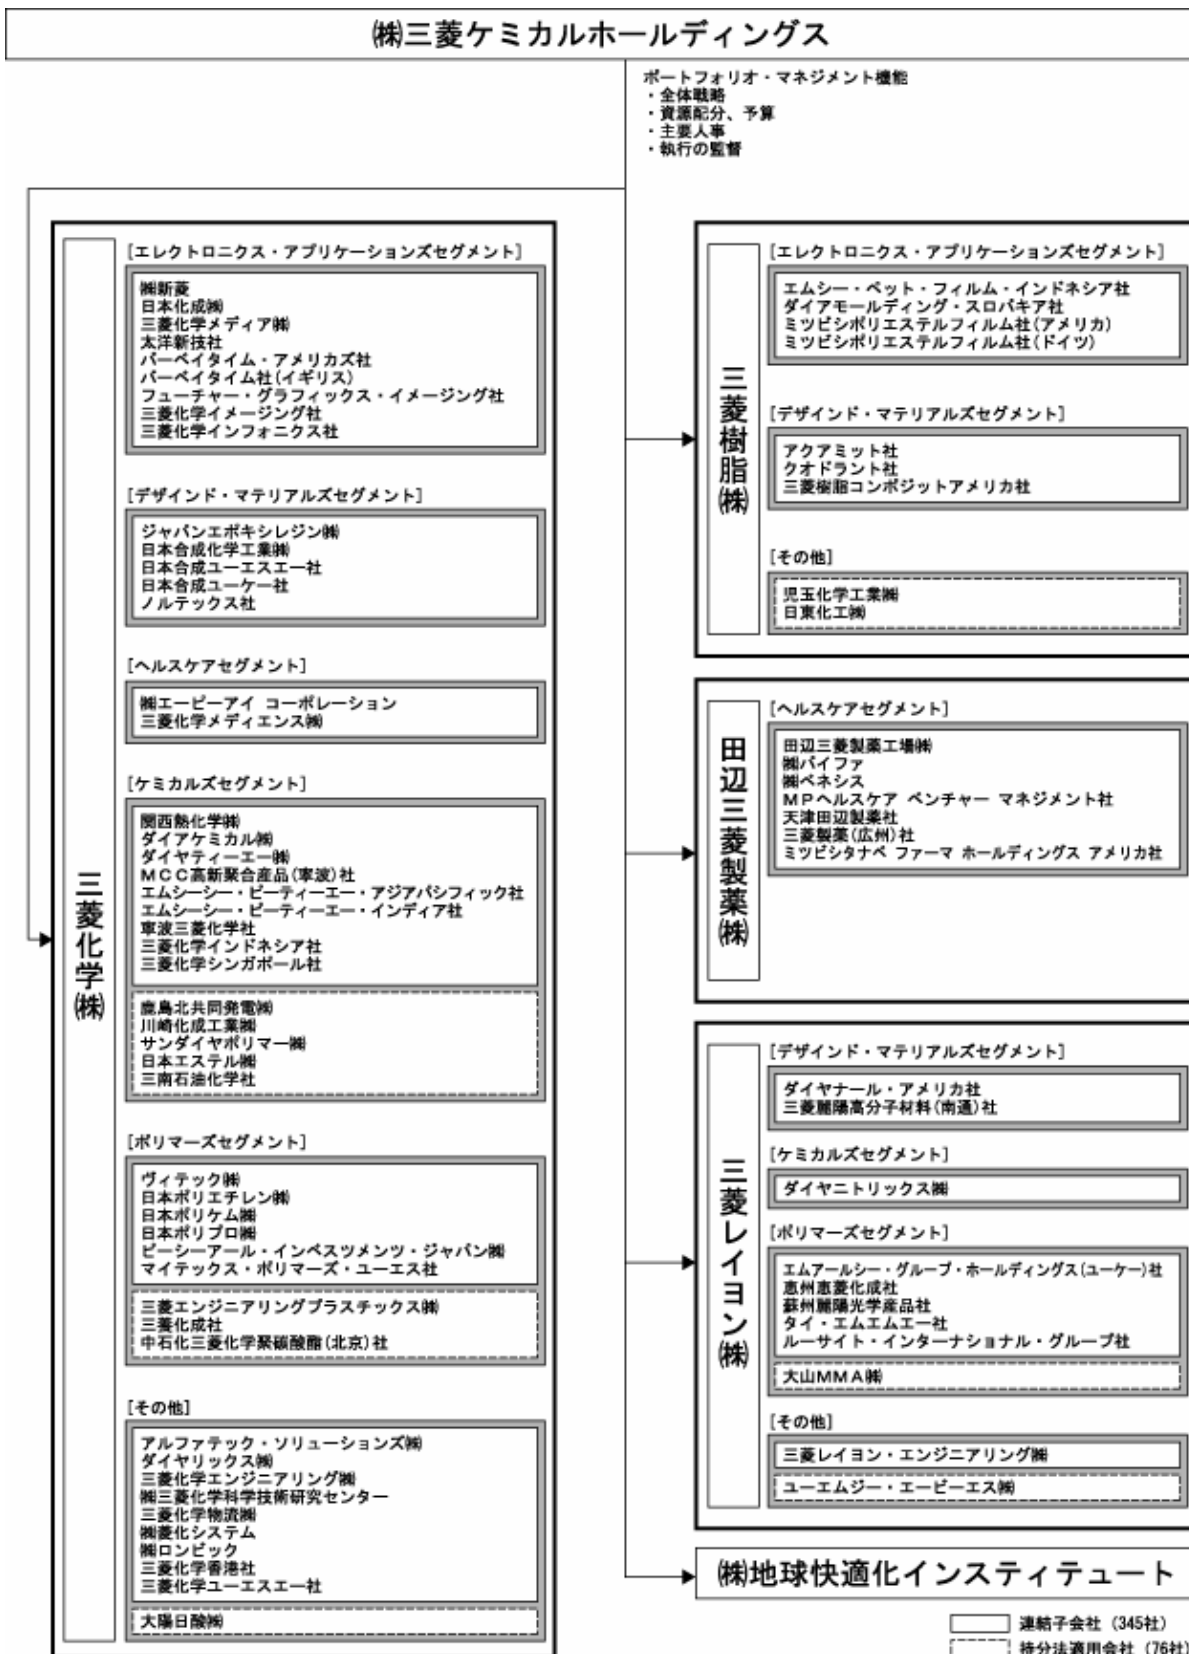 ㈱三菱ケミカルホールディングス
ポートフォリオ・マネジメント機能
・全体戦略
・資源配分、予算
・主要人事
・執行の監督
三菱化学㈱
[エレクトロニクス・アプリケーションズセグメント]
㈱新菱
日本化成㈱
三菱化学メディア㈱
太洋新技社
バーベイタイム・アメリカズ社
バーベイタイム社(イギリス)
フューチャー・グラフィックス・イメージング社
三菱化学イメージング社
三菱化学インフォニクス社
[デザインド・マテリアルズセグメント]
ジャパンエポキシレジン㈱
日本合成化学工業㈱
日本合成ユーエスエー社
日本合成ユーケー社
ノルテックス社
[ヘルスケアセグメント]
㈱エーピーアイ コーポレーション
三菱化学メディエンス㈱
[ケミカルズセグメント]
関西熱化学㈱
ダイアケミカル㈱
ダイヤティーエー㈱
MCC高新聚合産品(寧波)社
エムシーシー・ピーティーエー・アジアパシフィック社
エムシーシー・ピーティーエー・インディア社
寧波三菱化学社
三菱化学インドネシア社
三菱化学シンガポール社
鹿島北共同発電㈱
川崎化成工業㈱
サンダイヤポリマー㈱
日本エステル㈱
三南石油化学社
[ポリマーズセグメント]
ヴィテック㈱
日本ポリエチレン㈱
日本ポリケム㈱
日本ポリプロ㈱
ピーシーアール・インベスツメンツ・ジャパン㈱
マイテックス・ポリマーズ・ユーエス社
三菱エンジニアリングプラスチックス㈱
三養化成社
中石化三菱化学聚碳酸酯(北京)社
[その他]
アルファテック・ソリューションズ㈱
ダイヤリックス㈱
三菱化学エンジニアリング㈱
㈱三菱化学科学技術研究センター
三菱化学物流㈱
㈱菱化システム
㈱ロンビック
三菱化学香港社
三菱化学ユーエスエー社
大陽日酸㈱
三菱樹脂㈱
[エレクトロニクス・アプリケーションズセグメント]
エムシー・ペット・フィルム・インドネシア社
ダイアモールディング・スロバキア社
ミツビシポリエステルフィルム社(アメリカ)
ミツビシポリエステルフィルム社(ドイツ)
[デザインド・マテリアルズセグメント]
アクアミット社
クオドラント社
三菱樹脂コンポジットアメリカ社
[その他]
児玉化学工業㈱
日東化工㈱
田辺三菱製薬㈱
[ヘルスケアセグメント]
田辺三菱製薬工場㈱
㈱バイファ
㈱ベネシス
MPヘルスケア ベンチャー マネジメント社
天津田辺製薬社
三菱製薬(広州)社
ミツビシタナベ ファーマ ホールディングス アメリカ社
三菱レイヨン㈱
[デザインド・マテリアルズセグメント]
ダイヤナール・アメリカ社
三菱麗陽高分子材料(南通)社
[ケミカルズセグメント]
ダイヤニトリックス㈱
[ポリマーズセグメント]
エムアールシー・グループ・ホールディングス(ユーケー)社
恵州恵菱化成社
蘇州麗陽光学産品社
タイ・エムエムエー社
ルーサイト・インターナショナル・グループ社
大山MMA㈱
[その他]
三菱レイヨン・エンジニアリング㈱
ユーエムジー・エービーエス㈱
㈱地球快適化インスティテュート
連結子会社 (345社)
持分法適用会社 (76社)